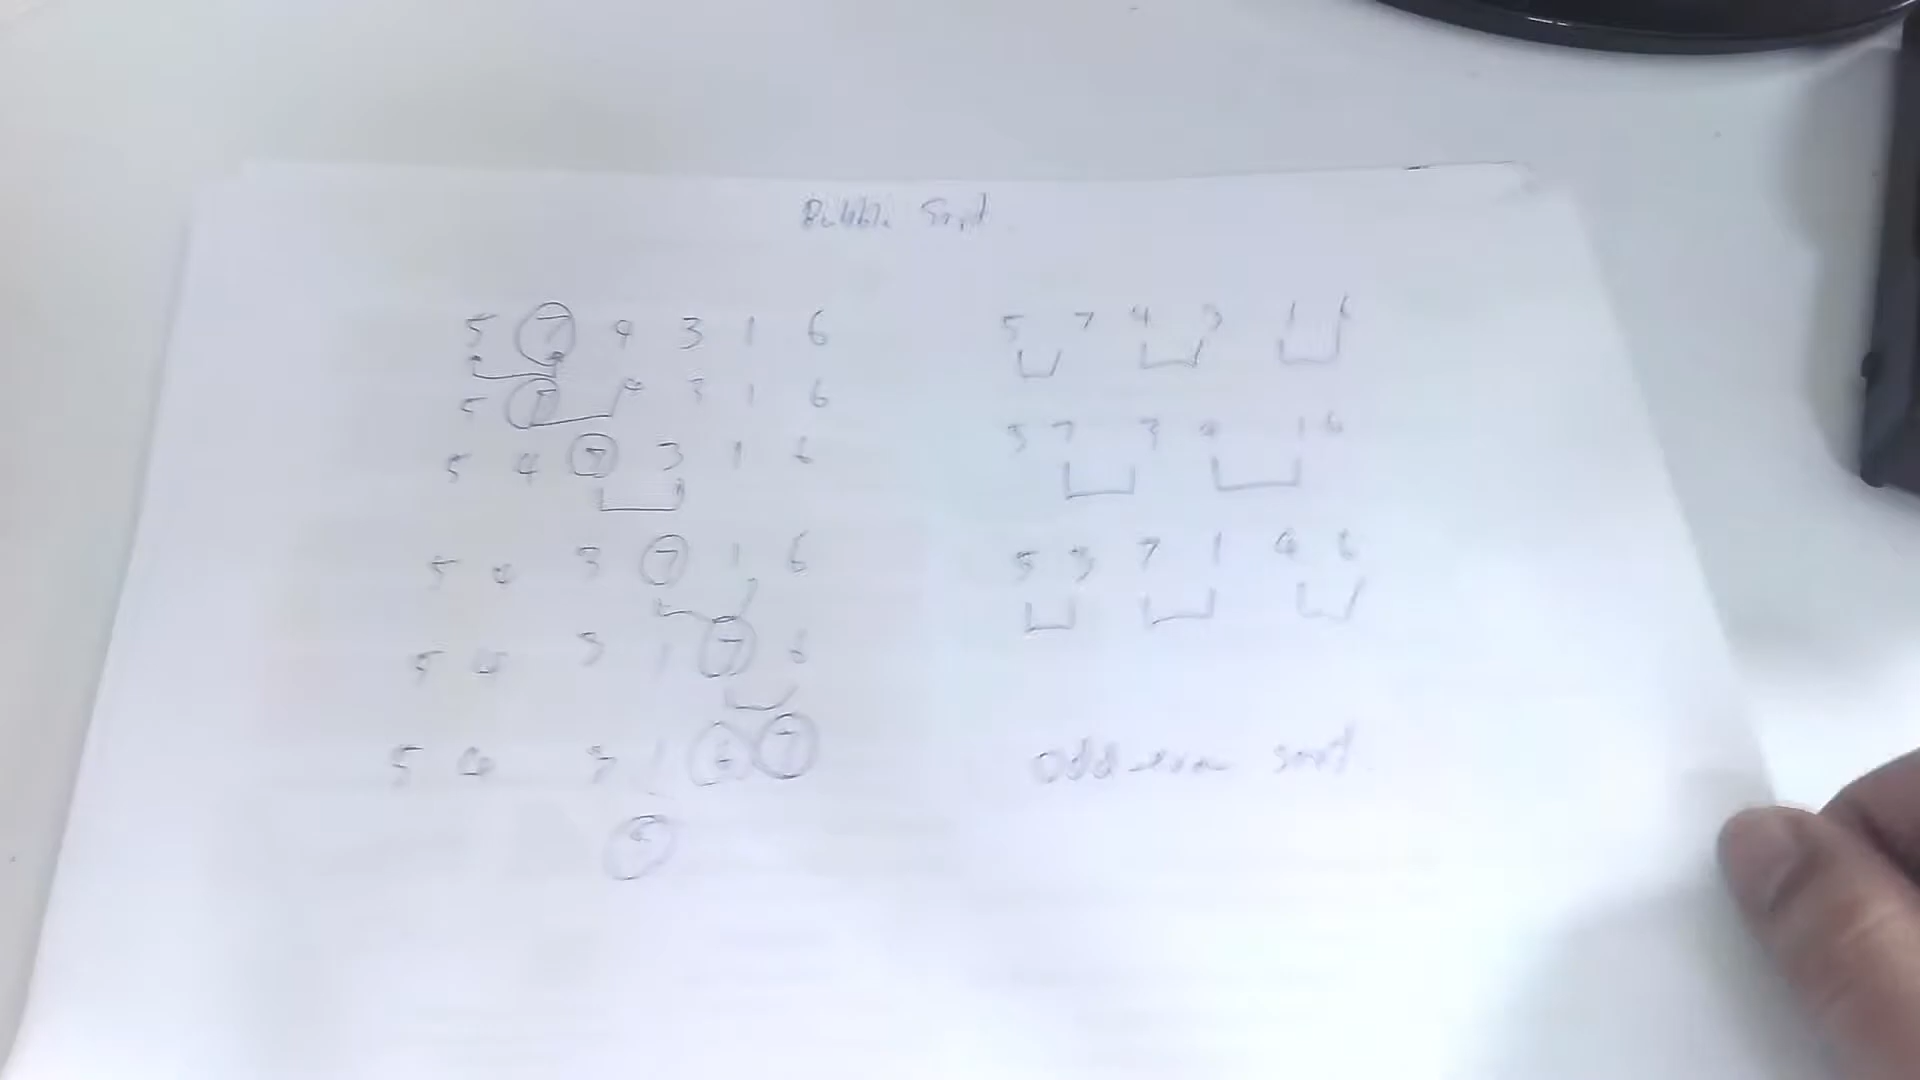 Bubble Sort
5 7 4 3 1 6
5 7 4 3 1 6
5 4 7 3 1 6
5 4 3 7 1 6
5 4 3 1 7 6
5 4 3 1 6 7
5
5 7 4 3 1 6
5 7 3 4 1 6
5 3 7 1 4 6
odd-even sort